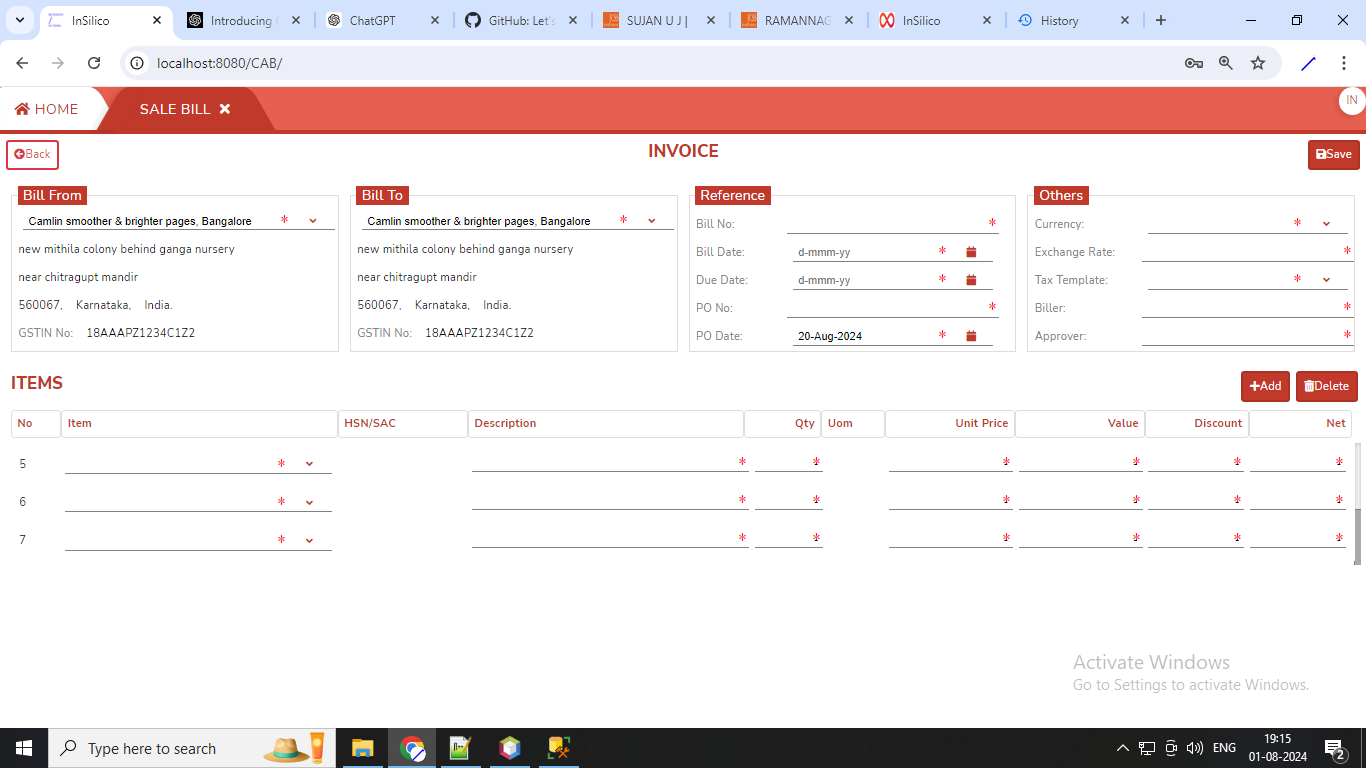 InSilico
Introducing
ChatGPT
GitHub: Let's
SUJAN U J |
RAMANNAG
InSilico
History
localhost:8080/CAB/
HOME
SALE BILL
IN
Back
INVOICE
Save
Bill From
Camlin smoother & brighter pages, Bangalore *
new mithila colony behind ganga nursery
near chitragupt mandir
560067, Karnataka, India.
GSTIN No: 18AAAPZ1234C1Z2
Bill To
Camlin smoother & brighter pages, Bangalore *
new mithila colony behind ganga nursery
near chitragupt mandir
560067, Karnataka, India.
GSTIN No: 18AAAPZ1234C1Z2
Reference
Bill No: *
Bill Date: d-mmm-yy *
Due Date: d-mmm-yy *
PO No: *
PO Date: 20-Aug-2024 *
Others
Currency: *
Exchange Rate: *
Tax Template: *
Biller: *
Approver: *
ITEMS
+Add
Delete
No Item HSN/SAC Description Qty Uom Unit Price Value Discount Net
5 * * * * * * *
6 * * * * * * *
7 * * * * * * *
Activate Windows
Go to Settings to activate Windows.
Type here to search
ENG
19:15
01-08-2024
2